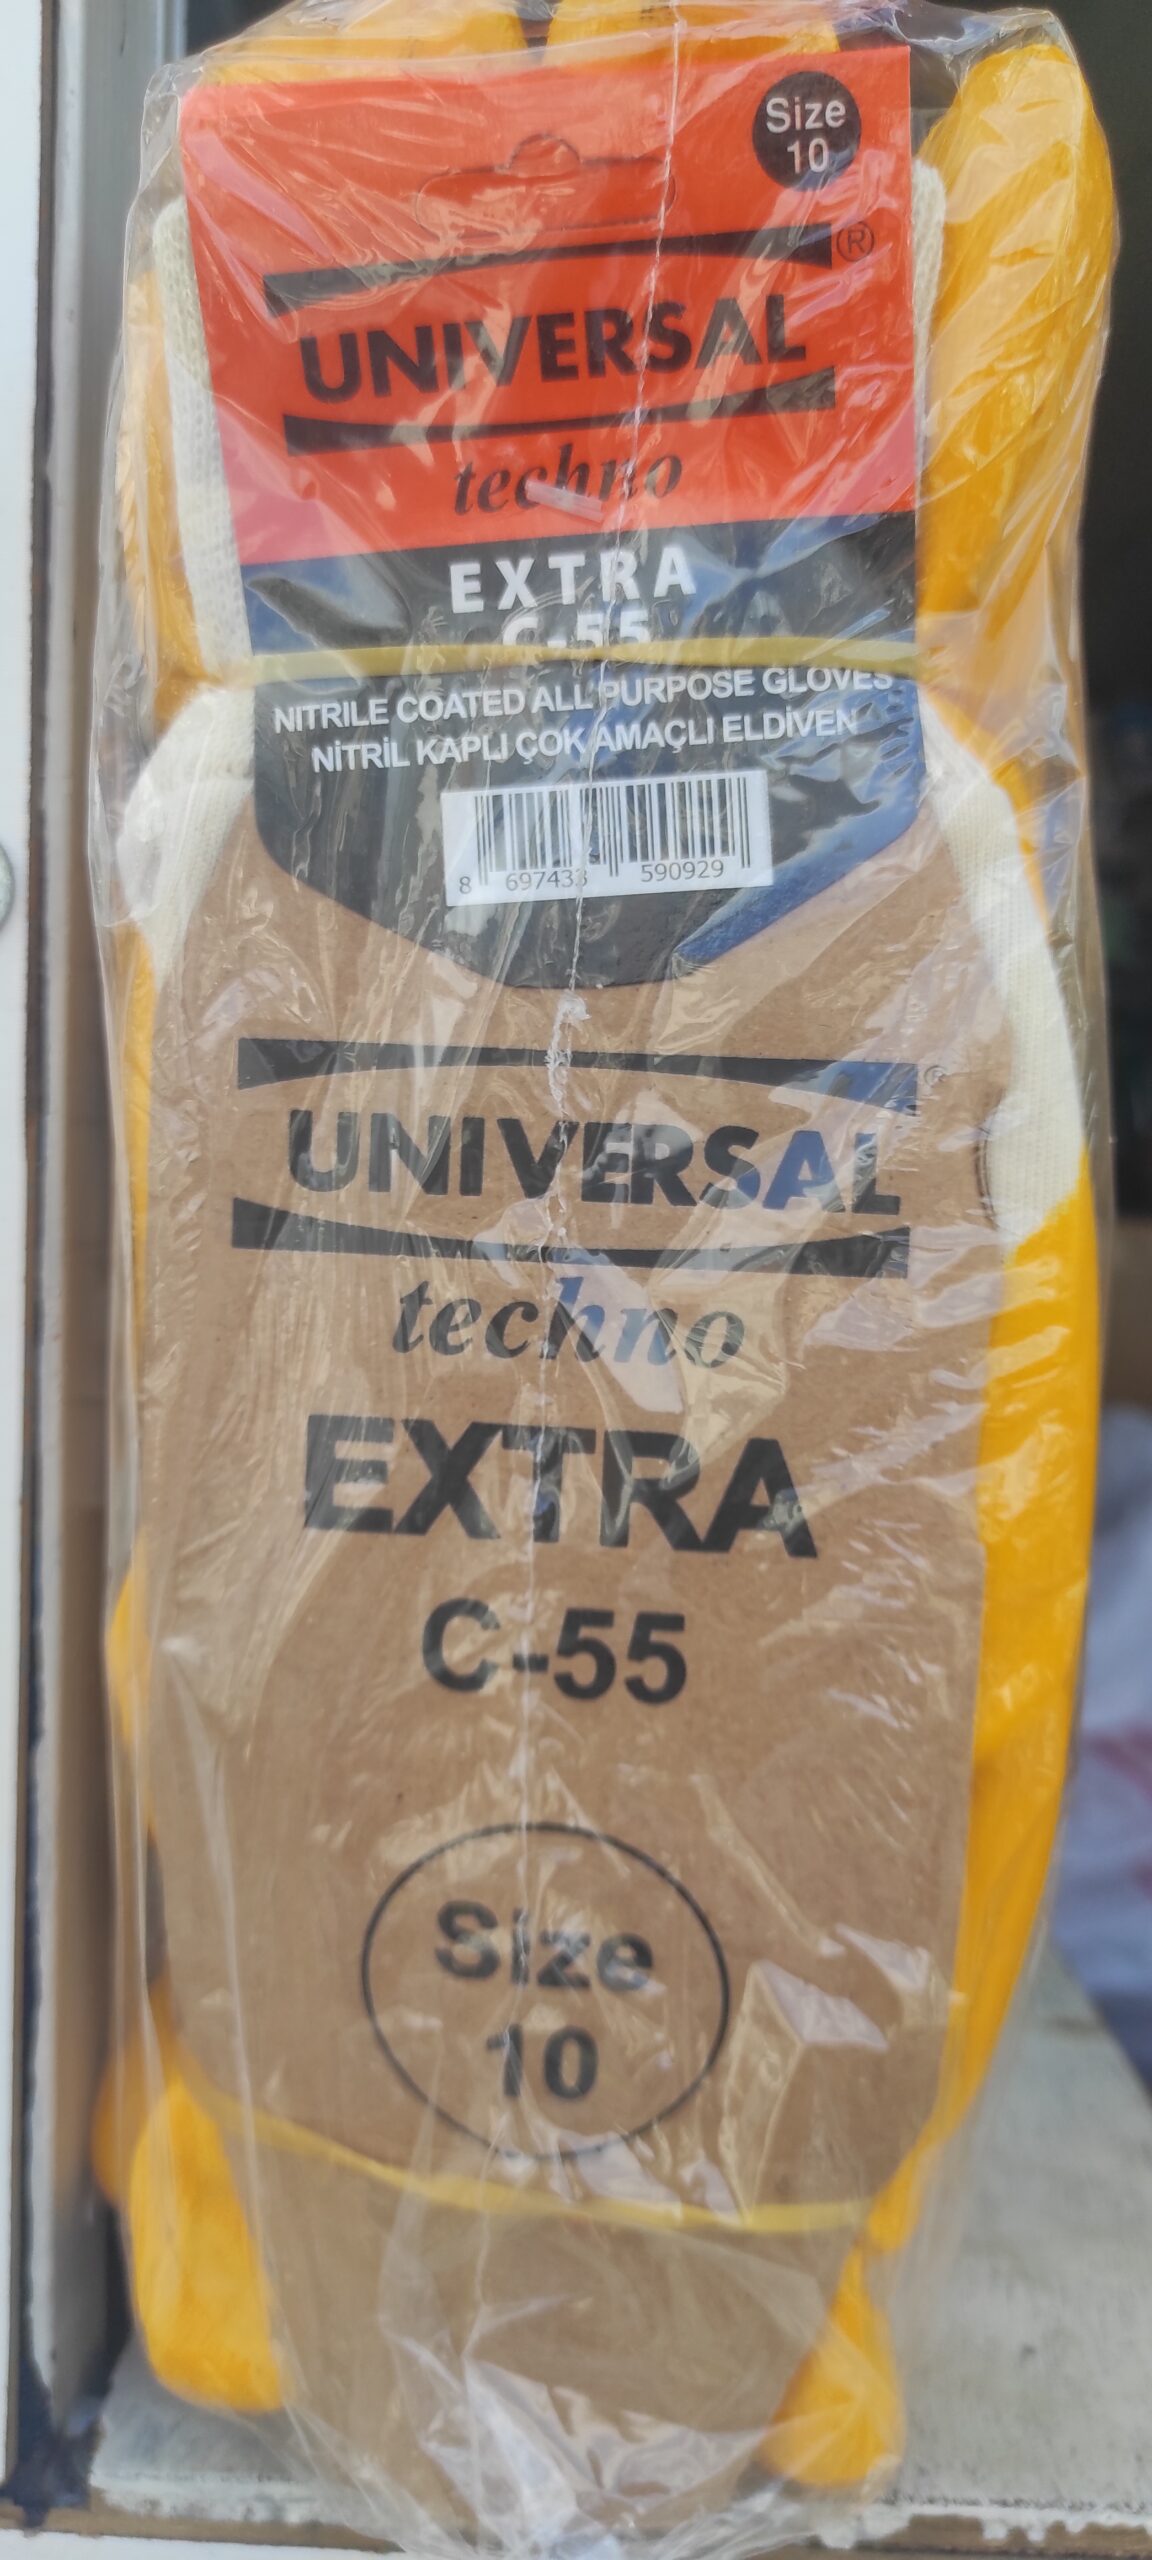 Size
10
UNIVERSAL®
techno
EXTRA
C-55
NITRILE COATED ALL PURPOSE GLOVES
NİTRİL KAPLI ÇOK AMAÇLI ELDİVEN
8 697433 590929
UNIVERSAL®
techno
EXTRA
C-55
Size
10